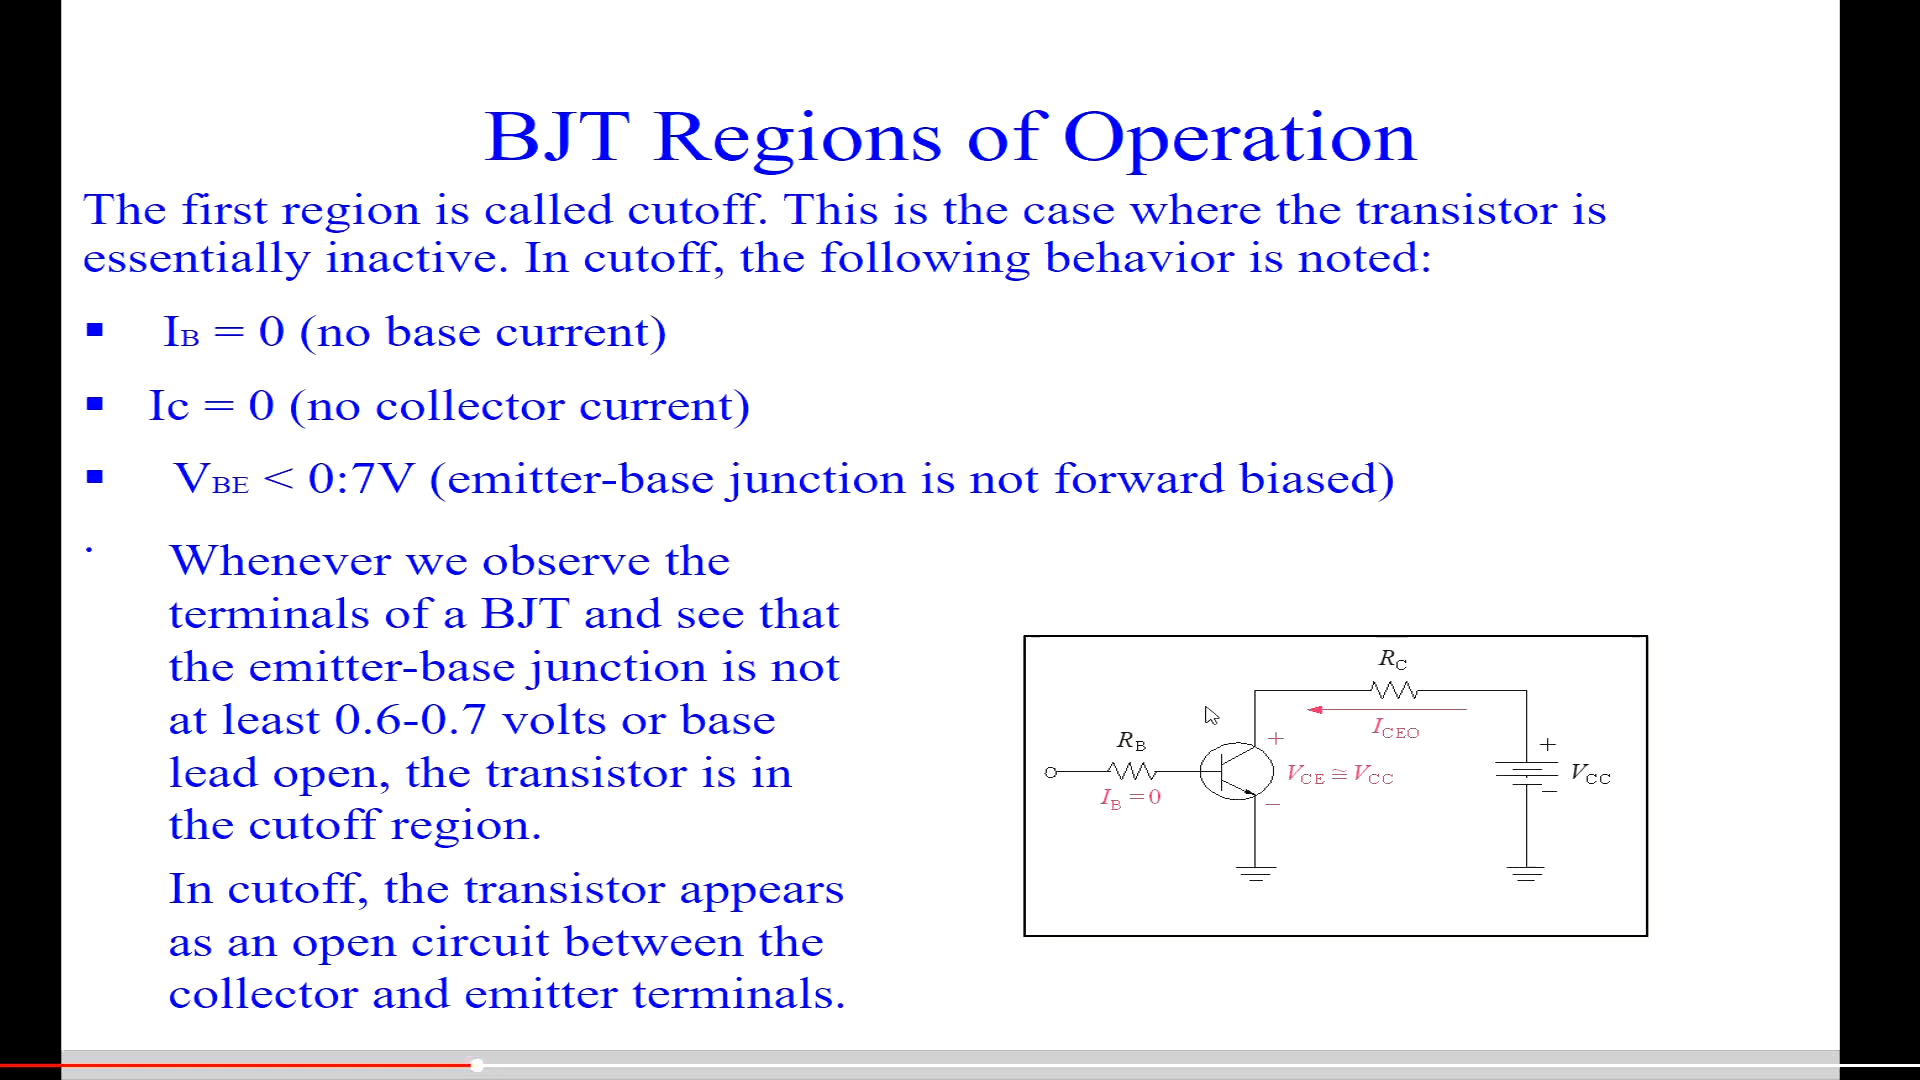 BJT Regions of Operation
The first region is called cutoff. This is the case where the transistor is
essentially inactive. In cutoff, the following behavior is noted:
▪ IB = 0 (no base current)
▪ Ic = 0 (no collector current)
▪ VBE < 0:7V (emitter-base junction is not forward biased)
· Whenever we observe the
terminals of a BJT and see that
the emitter-base junction is not
at least 0.6-0.7 volts or base
lead open, the transistor is in
the cutoff region.
In cutoff, the transistor appears
as an open circuit between the
collector and emitter terminals.
RC
ICEO
RB
IB = 0
+
VCE ≅ VCC
−
+
VCC
−